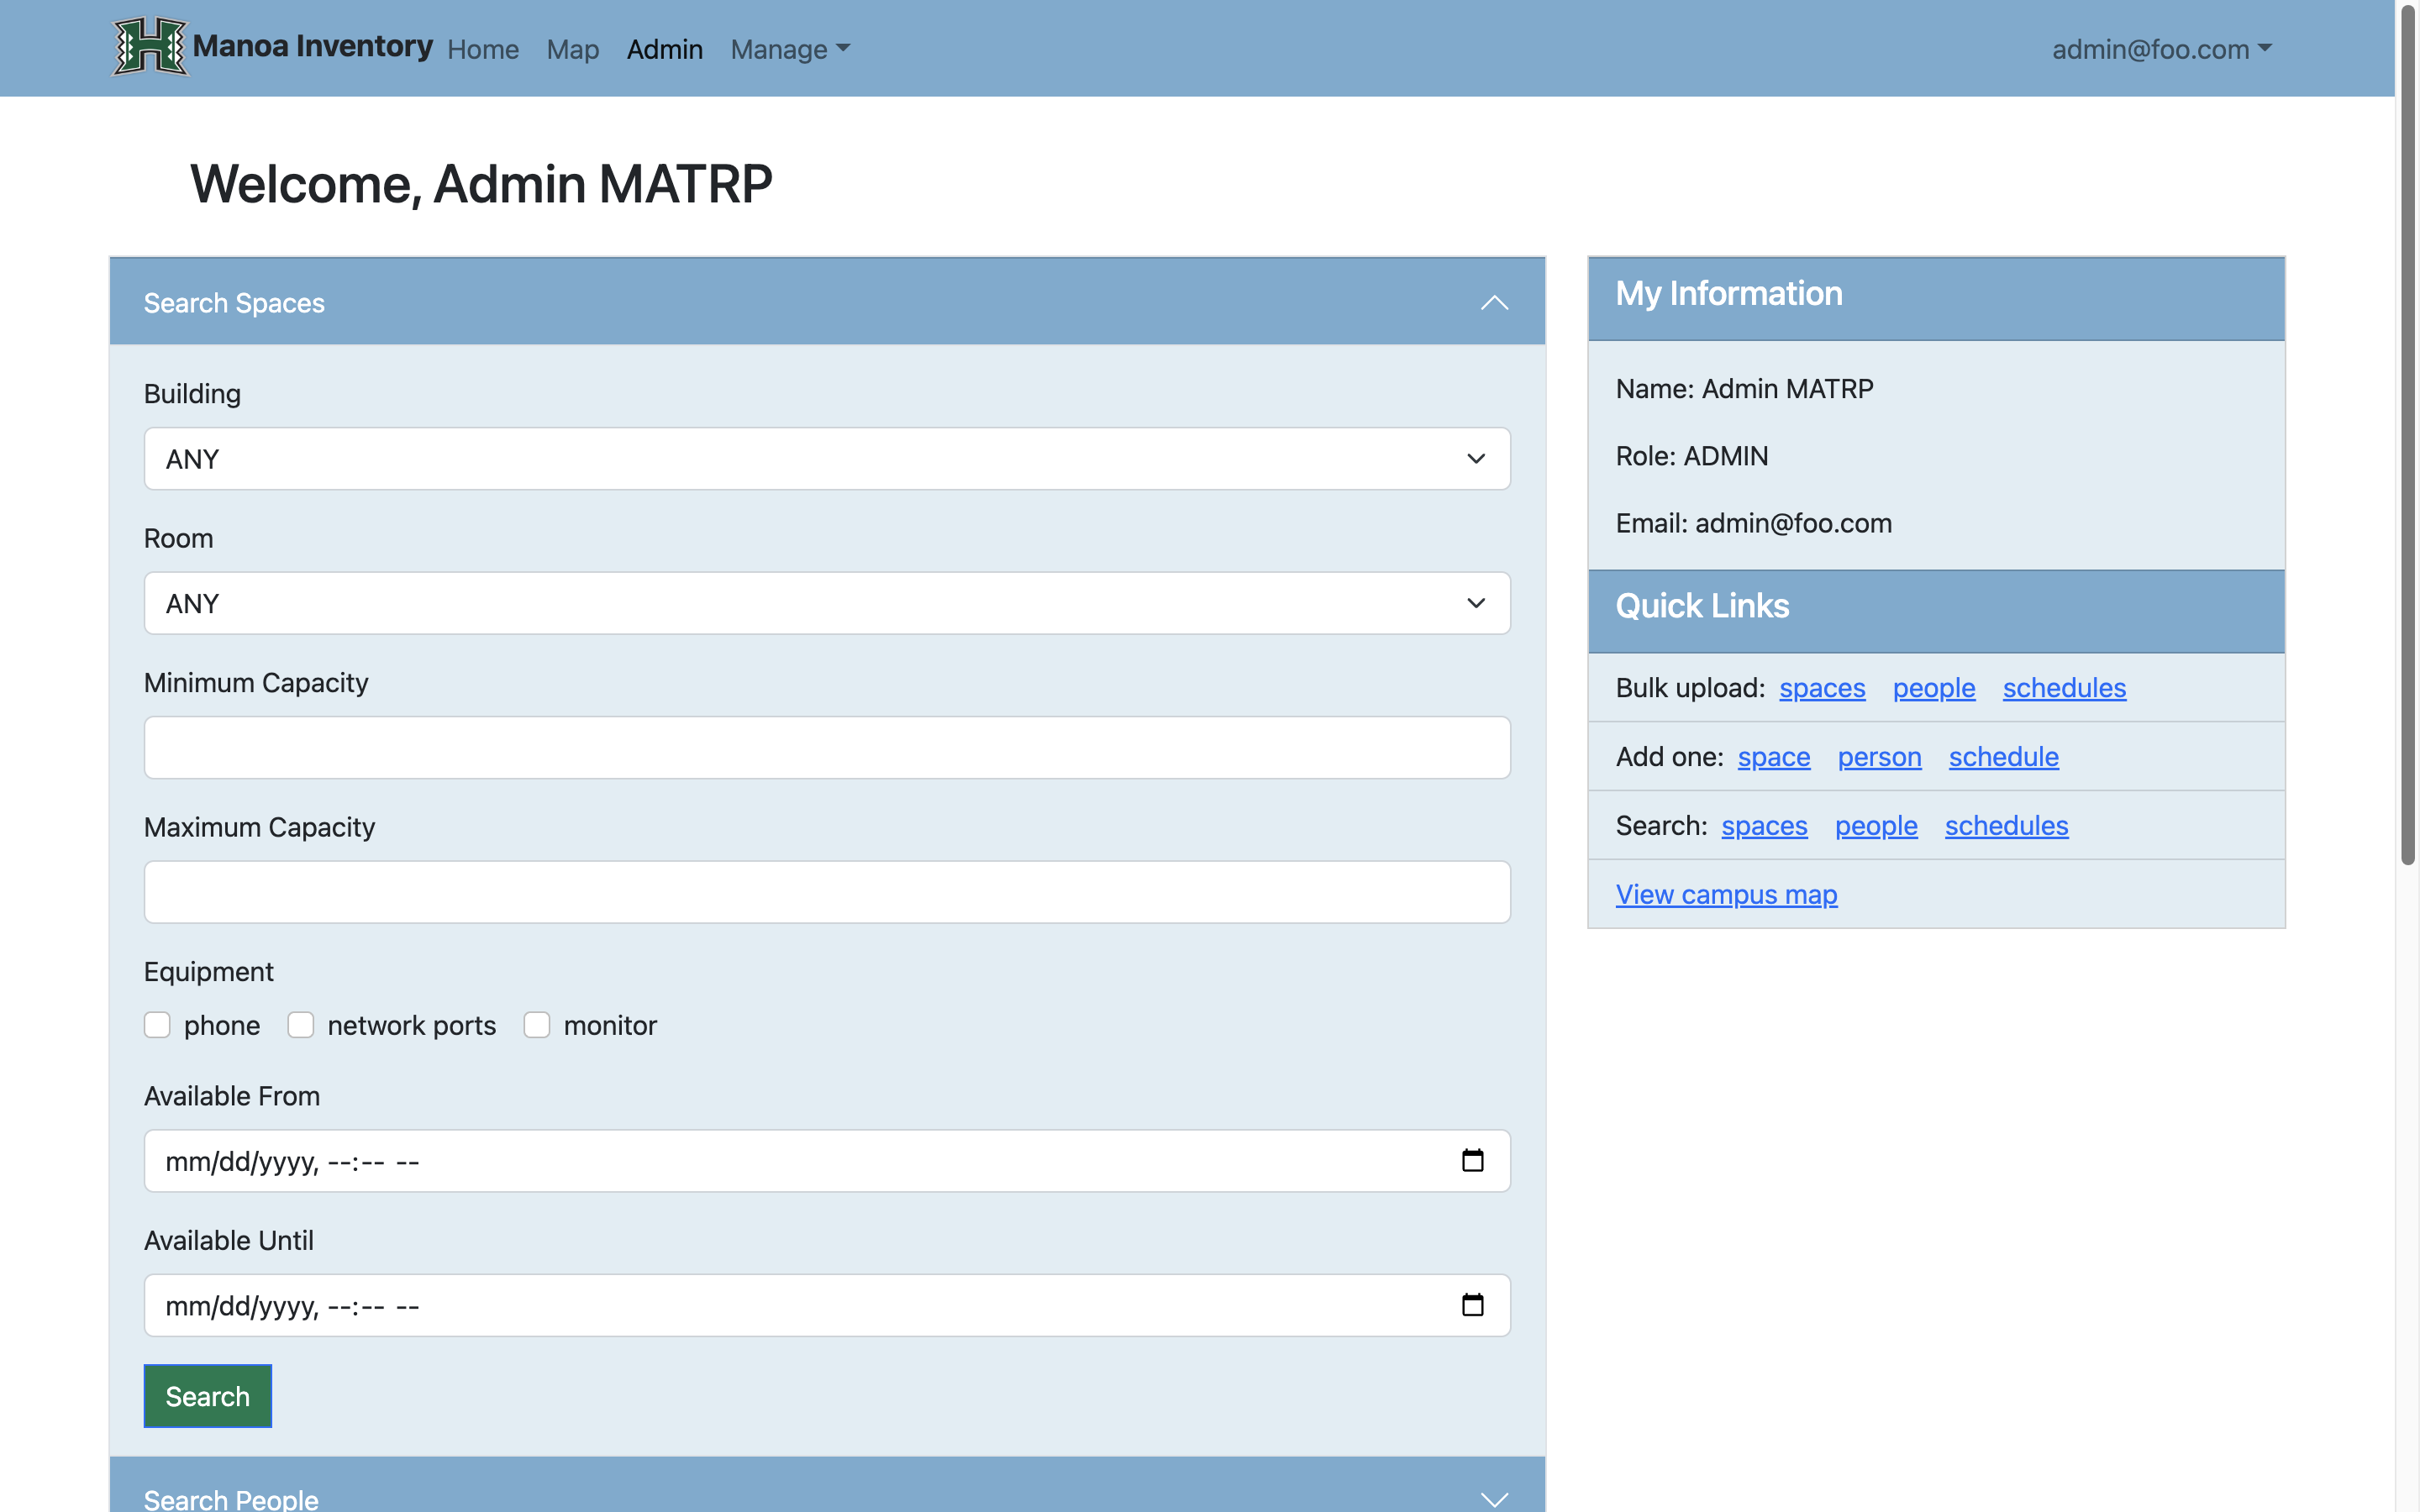 H Manoa Inventory Home Map Admin Manage admin@foo.com
Welcome, Admin MATRP
Search Spaces
Building
ANY
Room
ANY
Minimum Capacity
Maximum Capacity
Equipment
phone network ports monitor
Available From
mm/dd/yyyy, --:-- --
Available Until
mm/dd/yyyy, --:-- --
Search
Search People
My Information
Name: Admin MATRP
Role: ADMIN
Email: admin@foo.com
Quick Links
Bulk upload: spaces people schedules
Add one: space person schedule
Search: spaces people schedules
View campus map